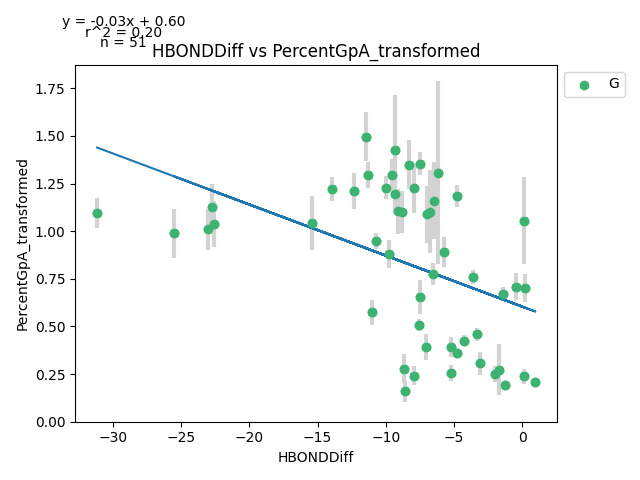 y = -0.03x + 0.60
r^2 = 0.20
n = 51
HBONDDiff vs PercentGpA_transformed
G
1.75
1.50
1.25
1.00
0.75
0.50
0.25
0.00
PercentGpA_transformed
−30
−25
−20
−15
−10
−5
0
HBONDDiff